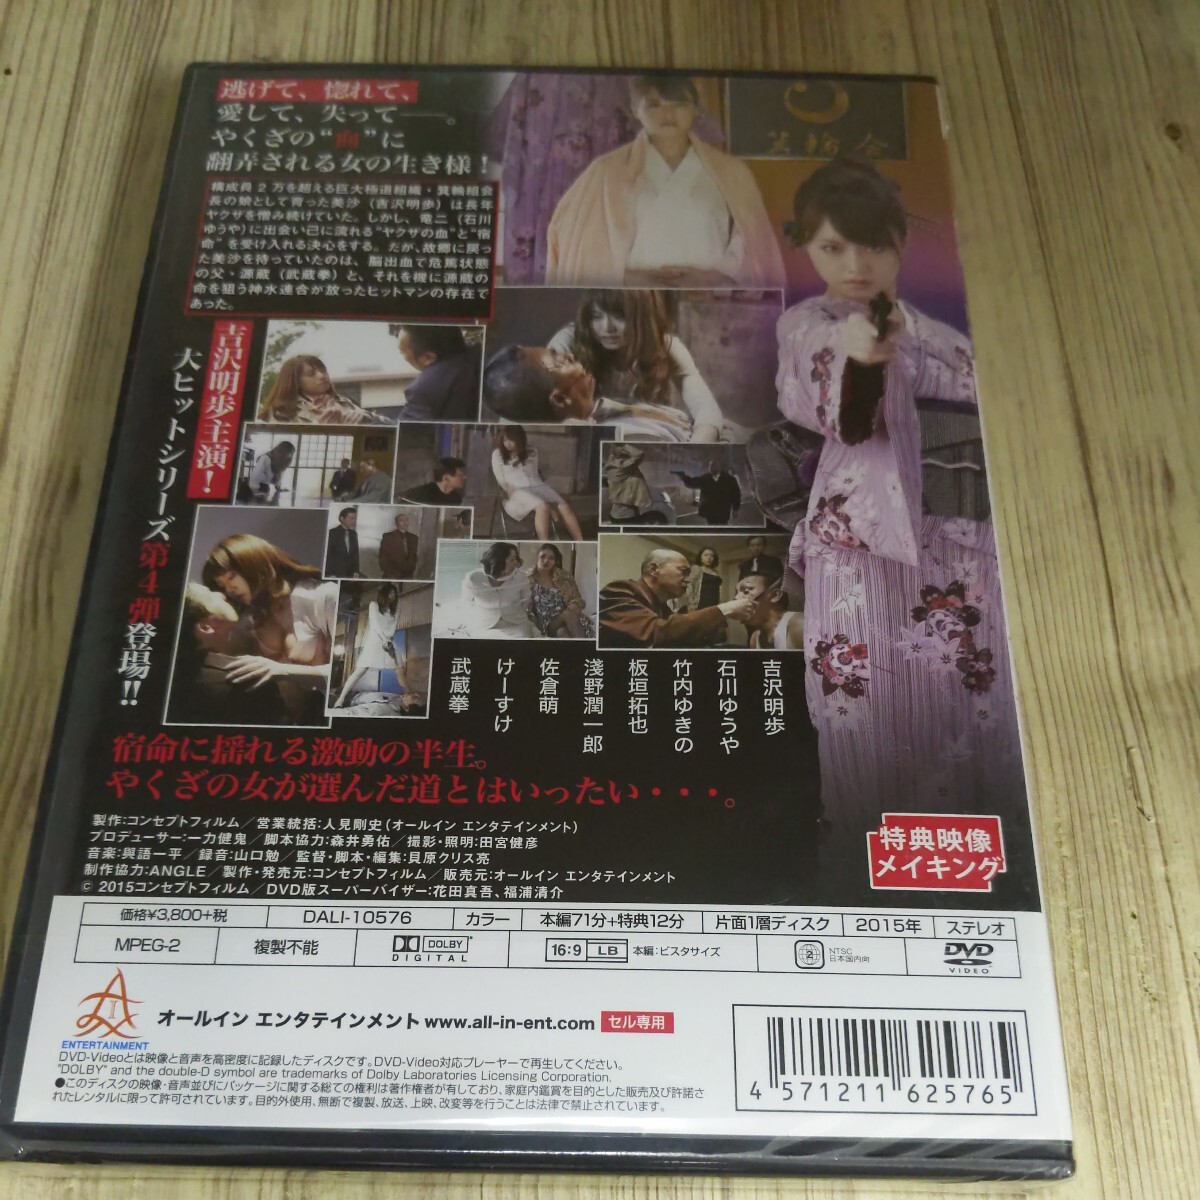 逃げて、惚れて、
愛して、失って――。
やくざの“血”に
翻弄される女の生き様！
構成員2万を超える巨大極道組織・箕輪組会
長の娘として育った美沙（吉沢明歩）は長年
ヤクザを憎み続けていた。しかし、竜二（石川
ゆうや）に出会い己に流れる“ヤクザの血”と“宿
命”を受け入れる決心をする。だが、故郷に戻っ
た美沙を待っていたのは、脳出血で危篤状態
の父・源蔵（武蔵拳）と、それを機に源蔵の
命を狙う神水連合が放ったヒットマンの存在で
あった。
箕輪会
吉沢明歩主演！
大ヒットシリーズ第4弾登場!!
吉沢明歩
石川ゆうや
竹内ゆきの
板垣拓也
淺野潤一郎
佐倉萌
けーすけ
武蔵拳
宿命に揺れる激動の半生。
やくざの女が選んだ道とはいったい・・・。
製作:コンセプトフィルム／営業統括:人見剛史(オールイン エンタテインメント)
プロデューサー:一力健鬼／脚本協力:森井勇佑／撮影・照明:田宮健彦
音楽:與語一平／録音:山口勉／監督・脚本・編集:貝原クリス亮
制作協力:ANGLE／製作・発売元:コンセプトフィルム／販売元:オールイン エンタテインメント
© 2015コンセプトフィルム／DVD版スーパーバイザー:花田真吾、福浦清介
特典映像
メイキング
価格¥3,800+税 DALI-10576 カラー 本編71分+特典12分 片面1層ディスク 2015年 ステレオ
MPEG-2 複製不能 DOLBY DIGITAL 16:9 LB 本編:ビスタサイズ 2 NTSC 日本国内向 DVD VIDEO
ENTERTAINMENT
オールイン エンタテインメント www.all-in-ent.com セル専用
DVD-Videoとは映像と音声を高密度に記録したディスクです。DVD-Video対応プレーヤーで再生してください。
"DOLBY" and the double-D symbol are trademarks of Dolby Laboratories Licensing Corporation.
●このディスクの映像・音声並びにパッケージに関する総ての権利は著作権者が有しており、家庭内鑑賞を目的とした販売及び許諾さ
れたレンタルに限って許可されています。目的外使用、無断で複製、放送、上映、改変等を行うことは法律で禁止されています。
4 571211 625765